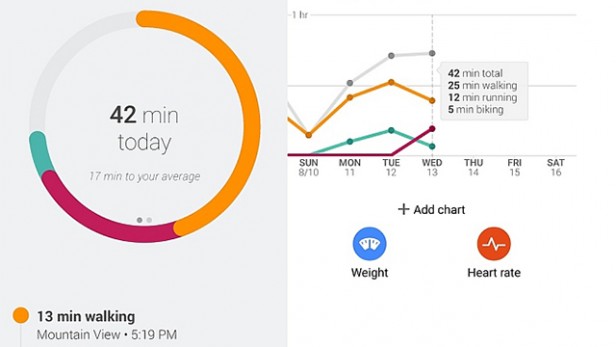 42 min
today
17 min to your average
13 min walking
Mountain View • 5:19 PM
1 hr
42 min total
25 min walking
12 min running
5 min biking
SUN MON TUE WED THU FRI SAT
8/10 11 12 13 14 15 16
+ Add chart
Weight Heart rate